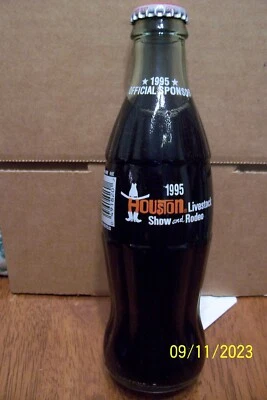 ★ 1995 ★
OFFICIAL SPONSOR
1995
HOUSTON Livestock
Show and Rodeo
09/11/2023